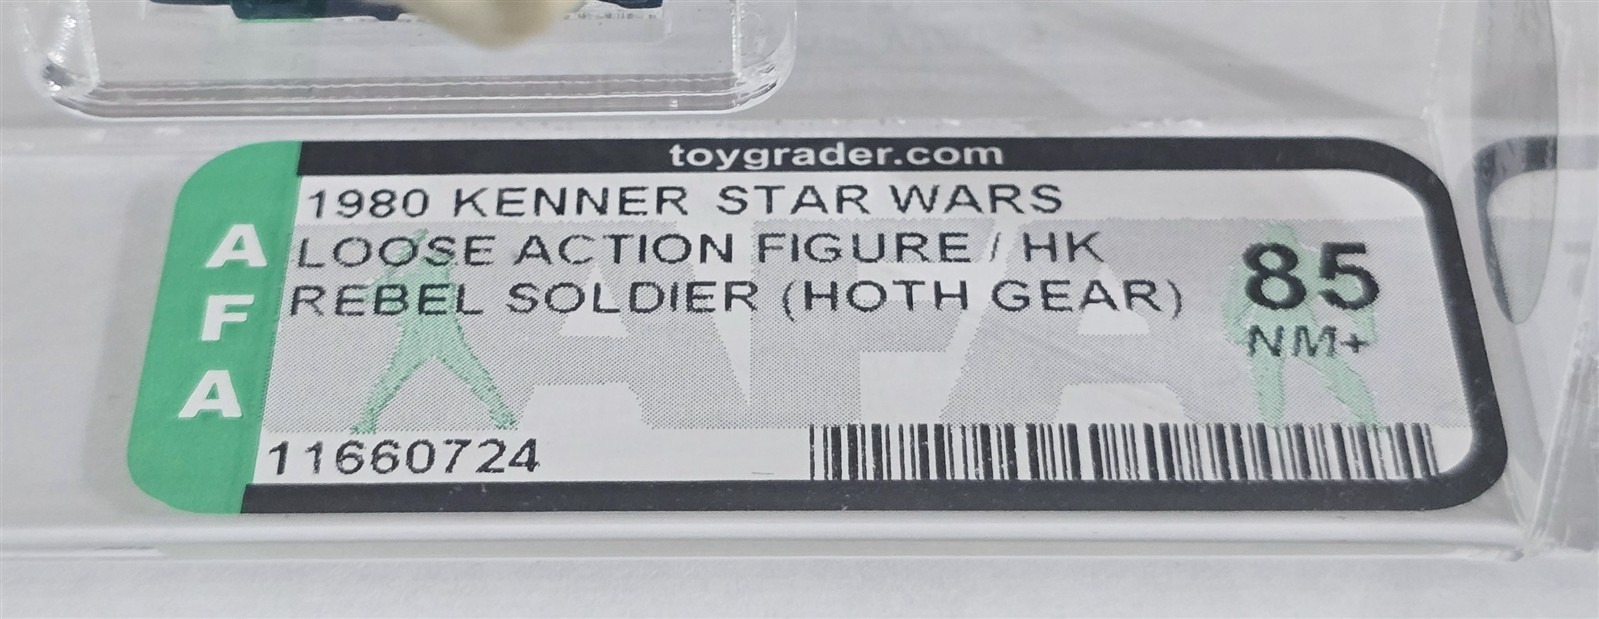 toygrader.com
1980 KENNER STAR WARS
LOOSE ACTION FIGURE / HK
REBEL SOLDIER (HOTH GEAR)
85
NM+
AFA
11660724